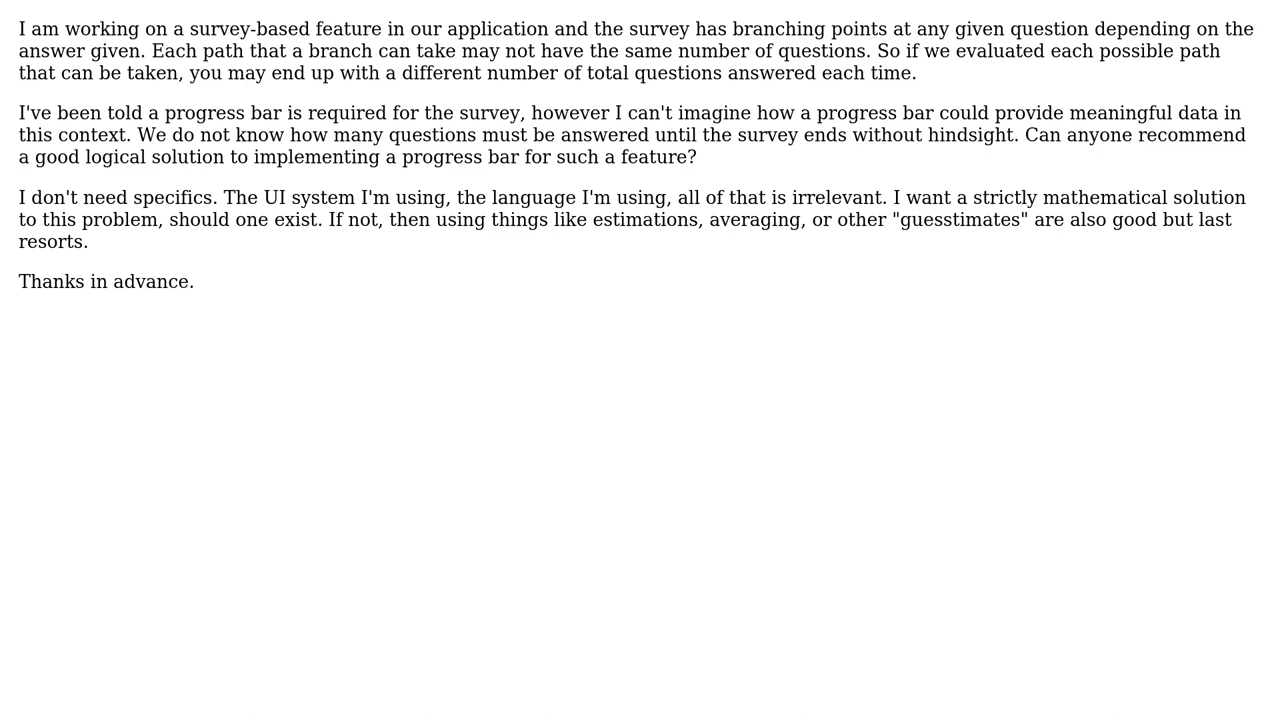 I am working on a survey-based feature in our application and the survey has branching points at any given question depending on the
answer given. Each path that a branch can take may not have the same number of questions. So if we evaluated each possible path
that can be taken, you may end up with a different number of total questions answered each time.
I've been told a progress bar is required for the survey, however I can't imagine how a progress bar could provide meaningful data in
this context. We do not know how many questions must be answered until the survey ends without hindsight. Can anyone recommend
a good logical solution to implementing a progress bar for such a feature?
I don't need specifics. The UI system I'm using, the language I'm using, all of that is irrelevant. I want a strictly mathematical solution
to this problem, should one exist. If not, then using things like estimations, averaging, or other "guesstimates" are also good but last
resorts.
Thanks in advance.